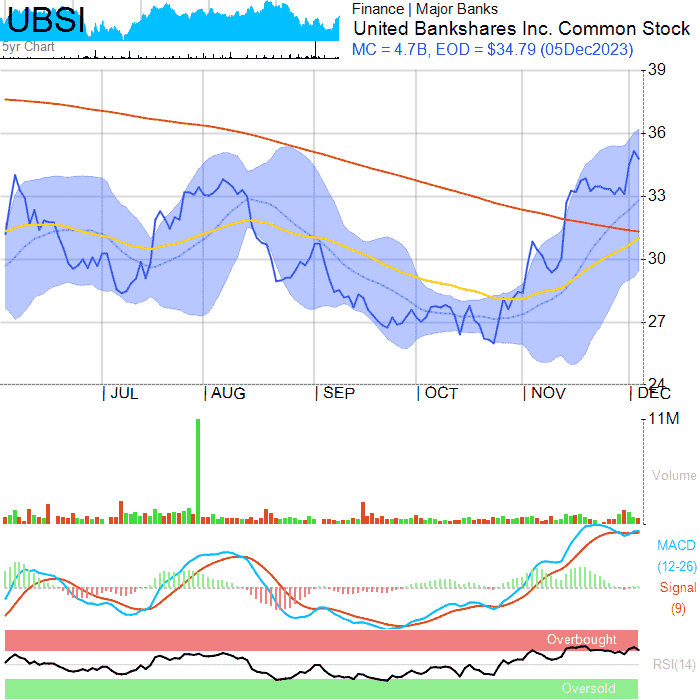 UBSI
5yr Chart
Finance | Major Banks
United Bankshares Inc. Common Stock
MC = 4.7B, EOD = $34.79 (05Dec2023)
39
36
33
30
27
24
| JUL | AUG | SEP | OCT | NOV | DEC
11M
Volume
MACD
(12-26)
Signal
(9)
Overbought
RSI(14)
Oversold